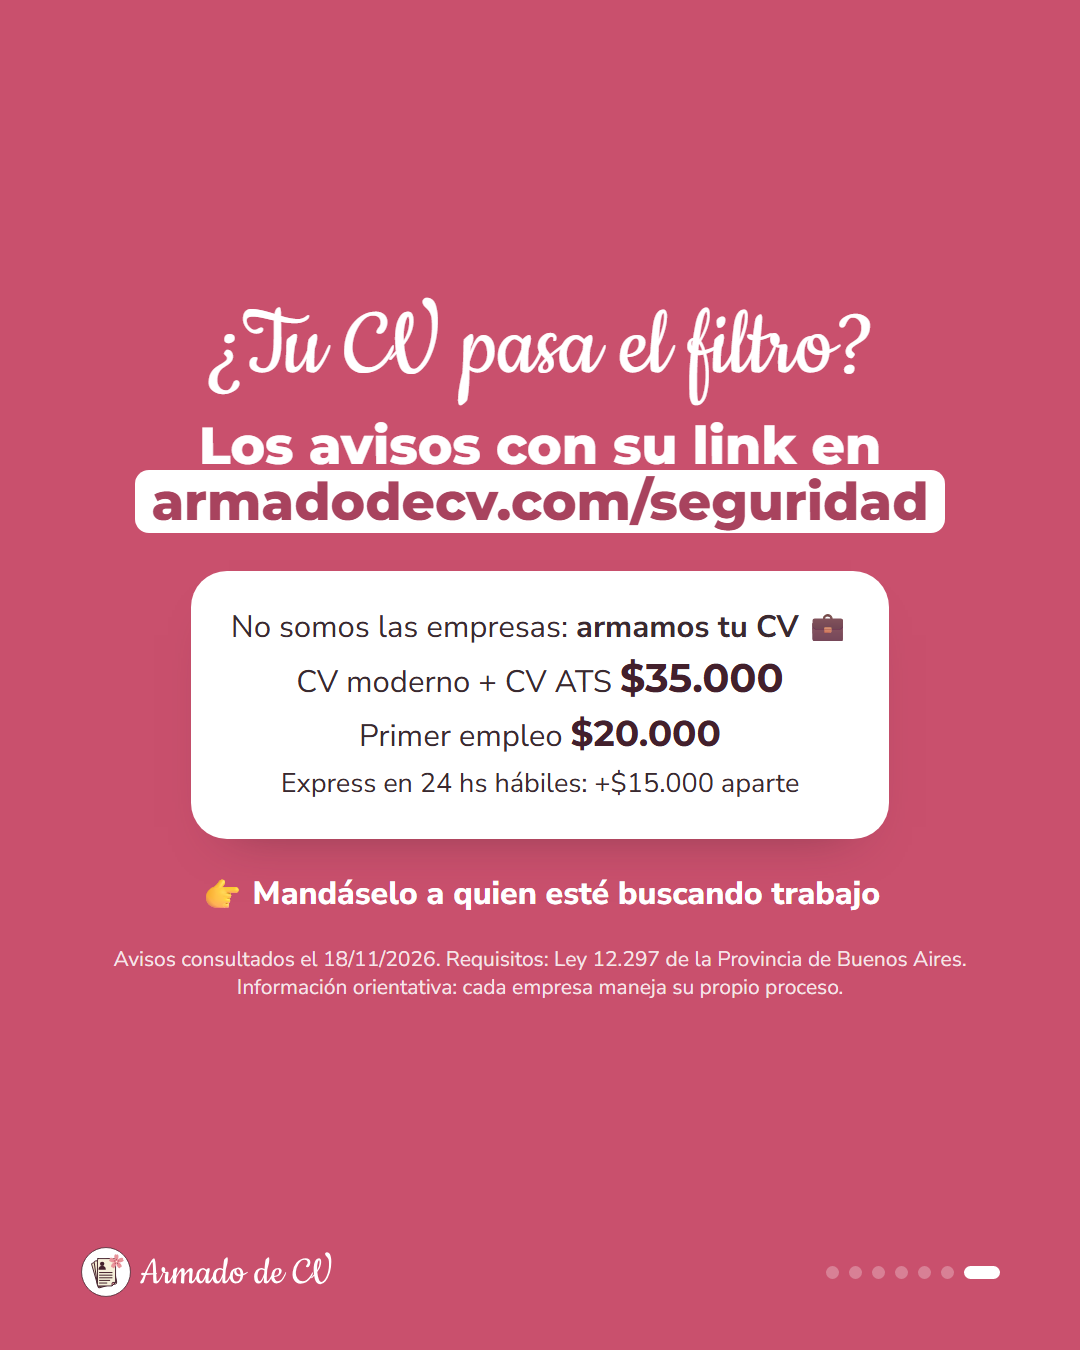 ¿Tu CV pasa el filtro?
Los avisos con su link en
armadodecv.com/seguridad
No somos las empresas: armamos tu CV 💼
CV moderno + CV ATS $35.000
Primer empleo $20.000
Express en 24 hs hábiles: +$15.000 aparte
👉 Mandáselo a quien esté buscando trabajo
Avisos consultados el 18/11/2026. Requisitos: Ley 12.297 de la Provincia de Buenos Aires.
Información orientativa: cada empresa maneja su propio proceso.
Armado de CV